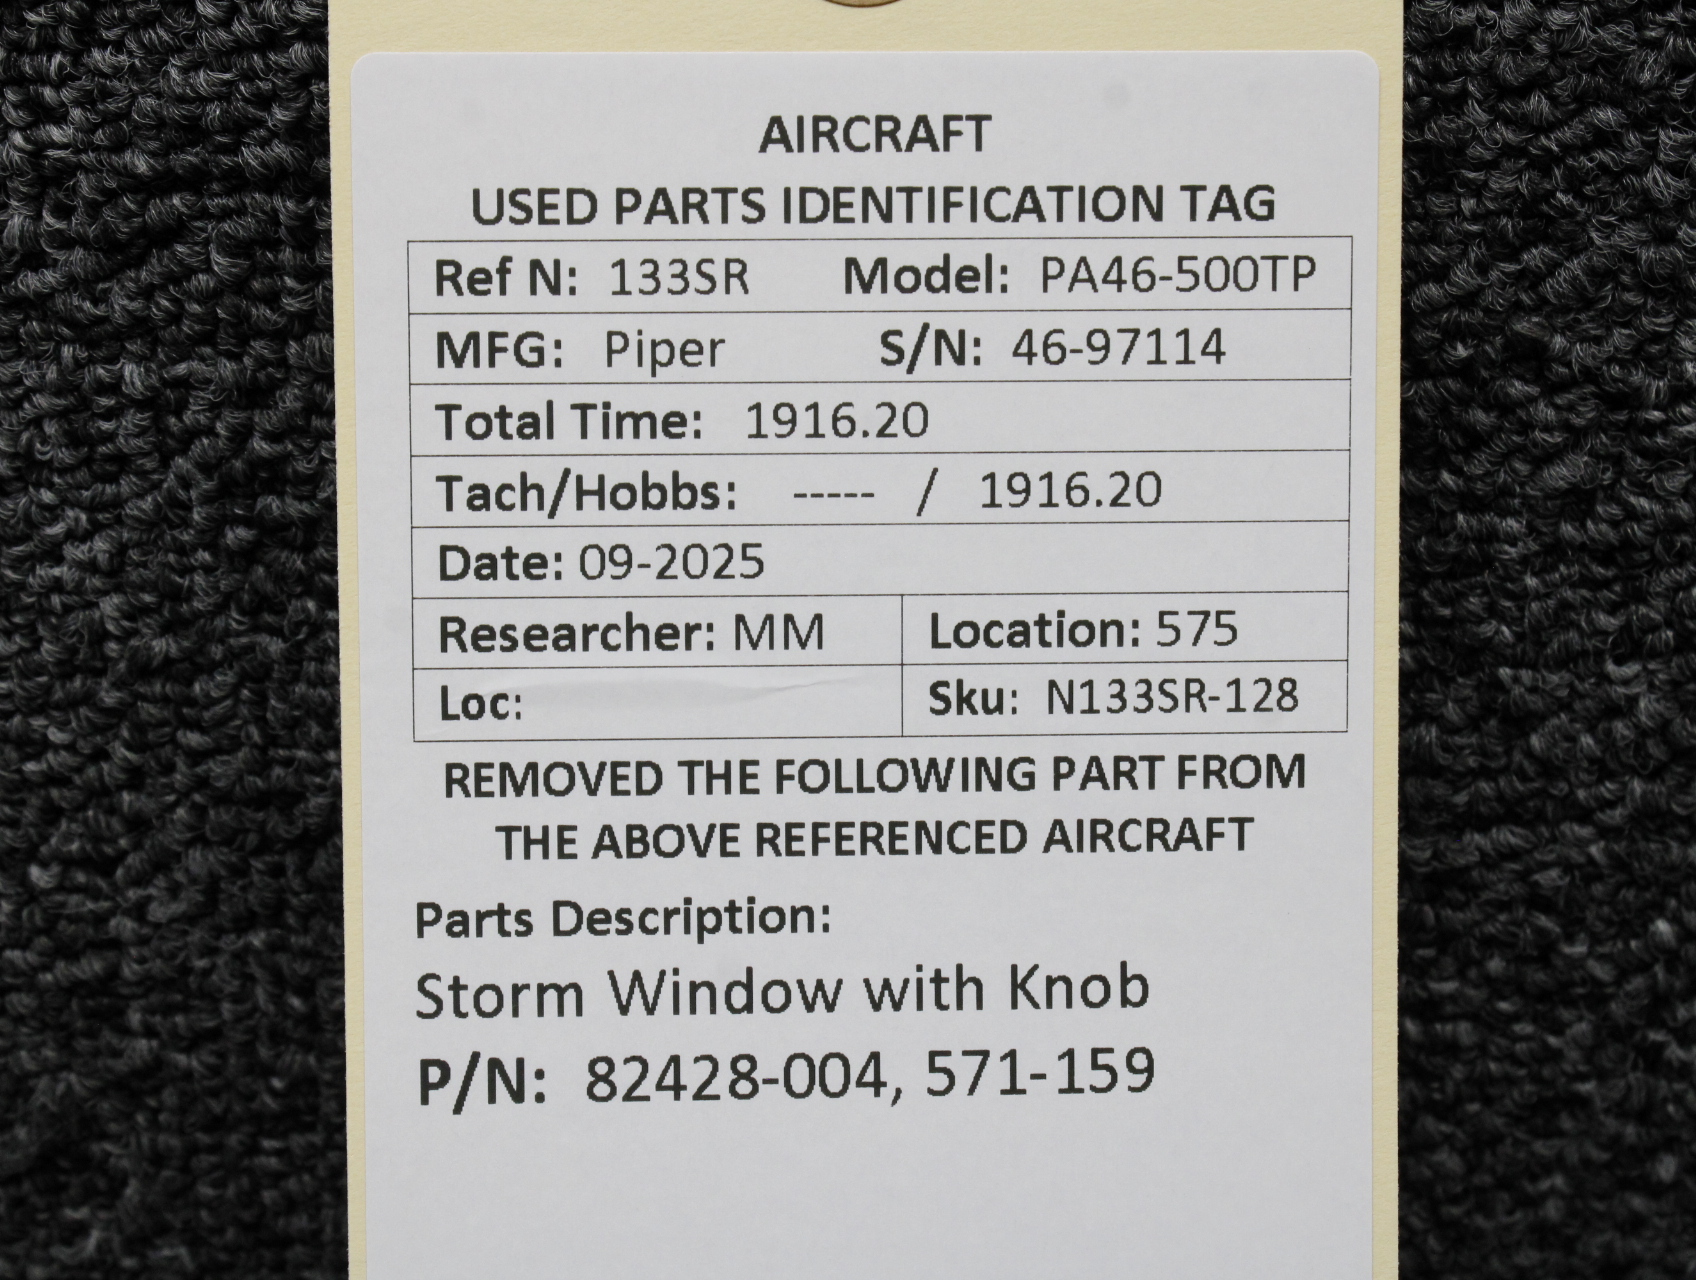 AIRCRAFT
USED PARTS IDENTIFICATION TAG
Ref N: 133SR Model: PA46-500TP
MFG: Piper S/N: 46-97114
Total Time: 1916.20
Tach/Hobbs: ----- / 1916.20
Date: 09-2025
Researcher: MM Location: 575
Loc: Sku: N133SR-128
REMOVED THE FOLLOWING PART FROM
THE ABOVE REFERENCED AIRCRAFT
Parts Description:
Storm Window with Knob
P/N: 82428-004, 571-159